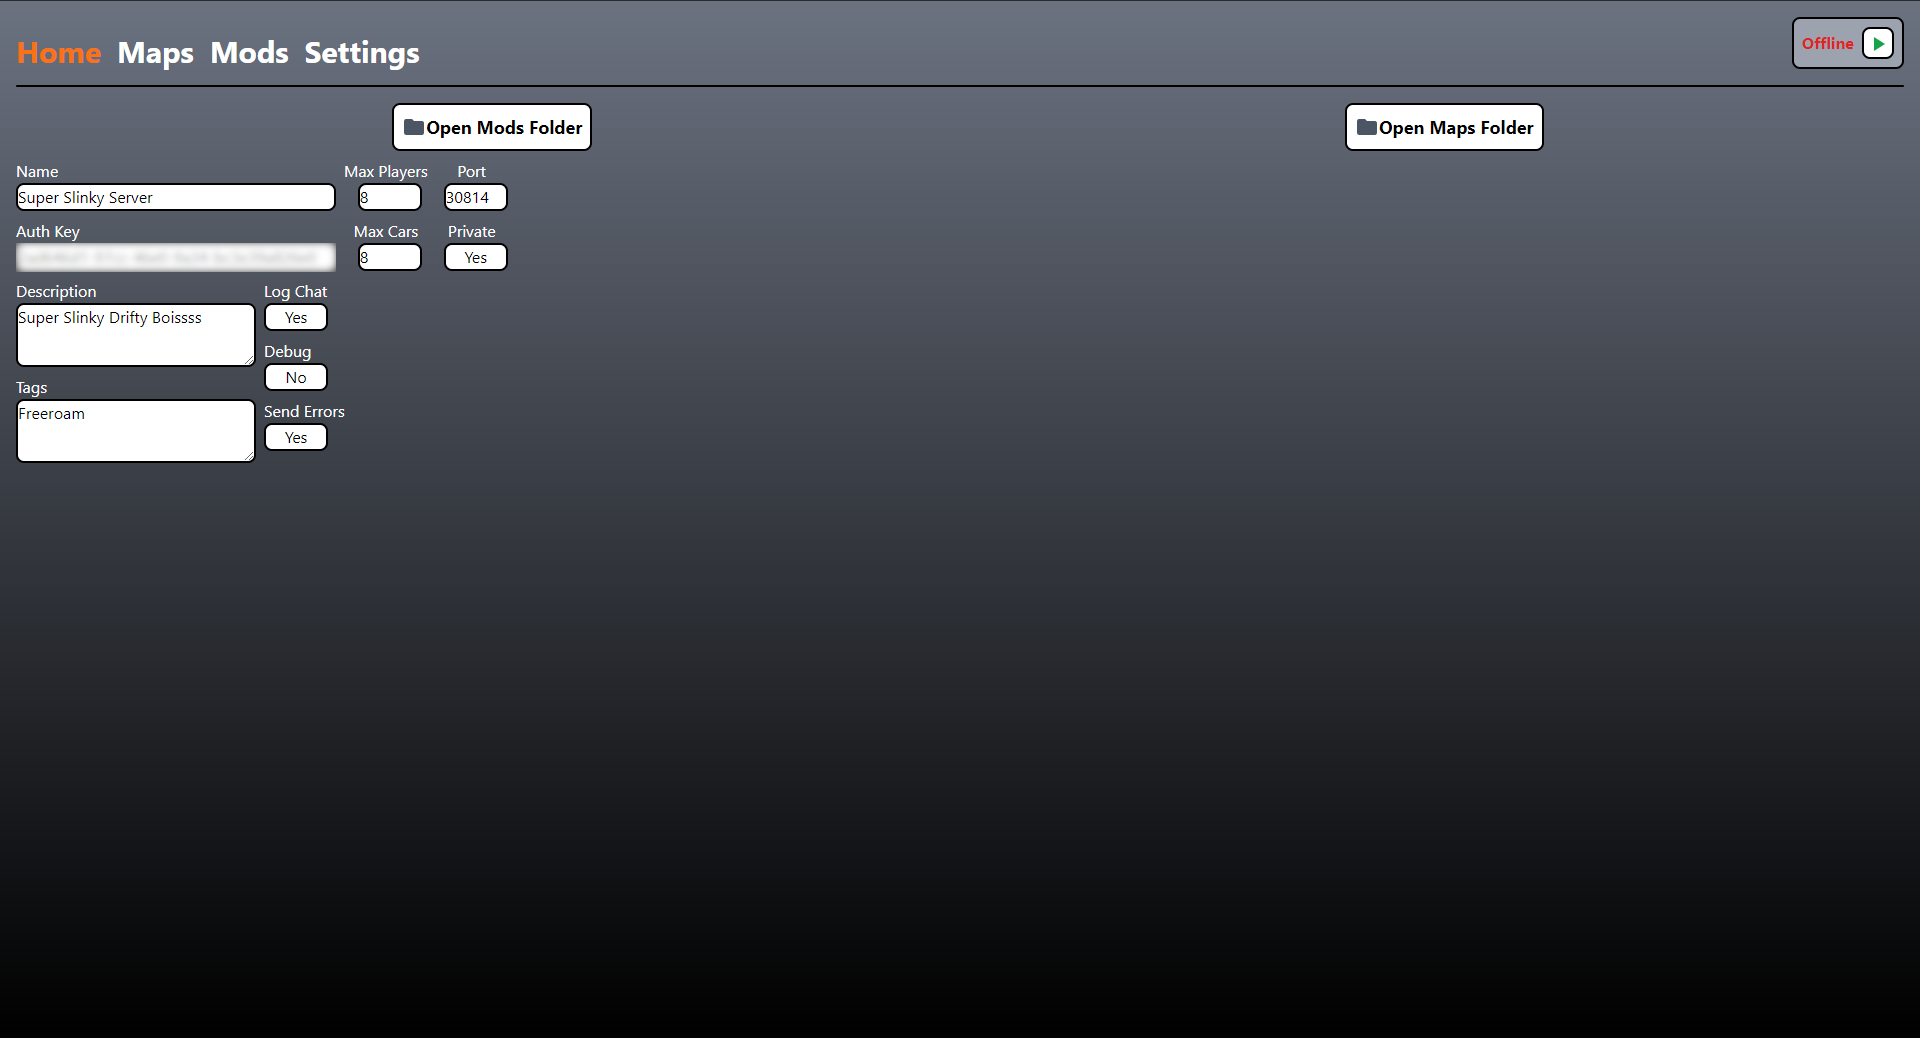 Home Maps Mods Settings
Offline
Open Mods Folder
Open Maps Folder
Name Max Players Port
Super Slinky Server 8 30814
Auth Key Max Cars Private
8 Yes
Description Log Chat
Super Slinky Drifty Boissss Yes
Debug
No
Tags
Freeroam
Send Errors
Yes